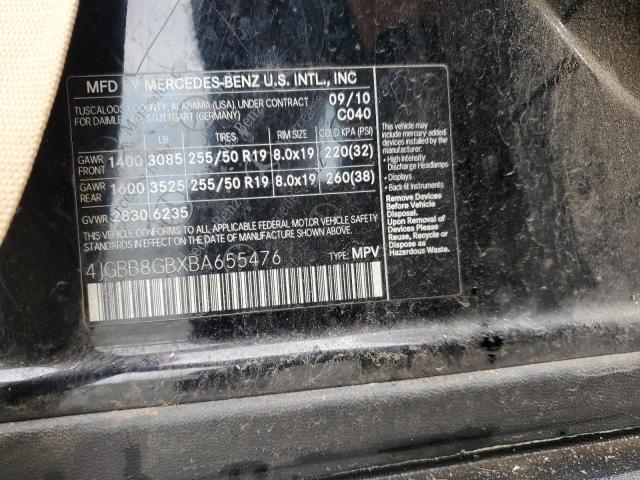 MFD BY MERCEDES-BENZ U.S. INTL., INC
TUSCALOOSA COUNTY, ALABAMA (USA), UNDER CONTRACT 09/10
FOR DAIMLER STUTTGART (GERMANY) C040
KG LB TIRES RIM SIZE COLD KPA (PSI)
GAWR FRONT 1400 3085 255/50 R19 8.0x19 220(32)
GAWR REAR 1600 3525 255/50 R19 8.0x19 260(38)
GVWR 2830 6235
THIS VEHICLE CONFORMS TO ALL APPLICABLE FEDERAL MOTOR VEHICLE SAFETY
STANDARDS IN EFFECT ON THE DATE OF MANUFACTURE SHOWN ABOVE.
4JGBB8GBXBA655476 TYPE: MPV
This vehicle may
include mercury-added
devices installed by the
manufacturer:
• High Intensity
Discharge Headlamps
• Displays
• Back-lit Instruments
Remove Devices
Before Vehicle Disposal.
Upon Removal of
Devices Please
Reuse, Recycle or
Dispose as
Hazardous Waste.